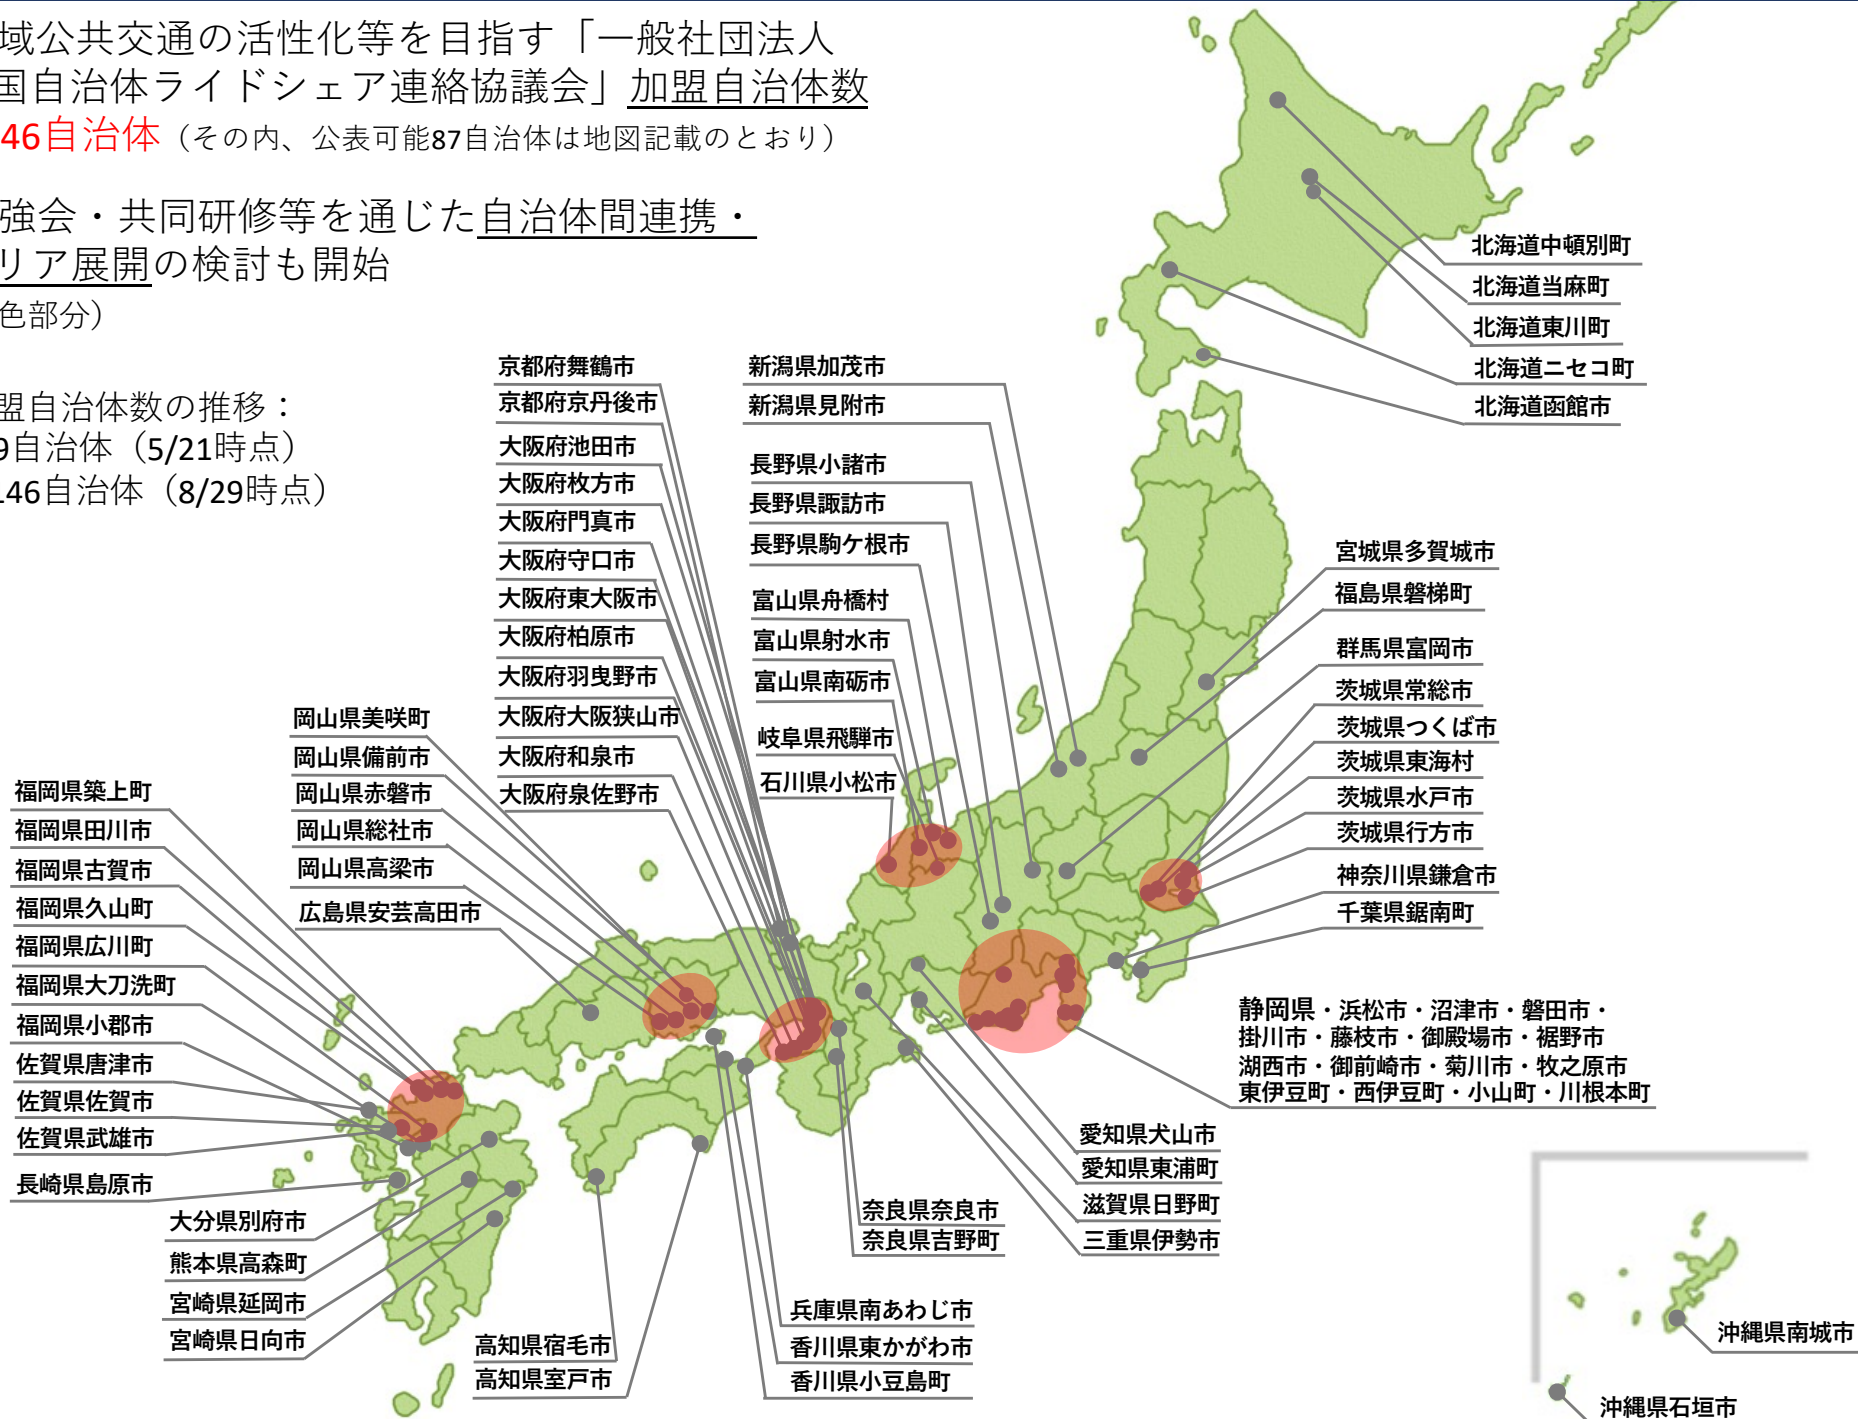 域公共交通の活性化等を目指す「一般社団法人
国自治体ライドシェア連絡協議会」加盟自治体数
46自治体（その内、公表可能87自治体は地図記載のとおり）
強会・共同研修等を通じた自治体間連携・
リア展開の検討も開始
色部分）
盟自治体数の推移：
9自治体（5/21時点）
146自治体（8/29時点）
北海道中頓別町
北海道当麻町
北海道東川町
北海道ニセコ町
北海道函館市
京都府舞鶴市
京都府京丹後市
大阪府池田市
大阪府枚方市
大阪府門真市
大阪府守口市
大阪府東大阪市
大阪府柏原市
大阪府羽曳野市
大阪府大阪狭山市
大阪府和泉市
大阪府泉佐野市
新潟県加茂市
新潟県見附市
長野県小諸市
長野県諏訪市
長野県駒ケ根市
富山県舟橋村
富山県射水市
富山県南砺市
岐阜県飛騨市
石川県小松市
宮城県多賀城市
福島県磐梯町
群馬県富岡市
茨城県常総市
茨城県つくば市
茨城県東海村
茨城県水戸市
茨城県行方市
神奈川県鎌倉市
千葉県鋸南町
岡山県美咲町
岡山県備前市
岡山県赤磐市
岡山県総社市
岡山県高梁市
広島県安芸高田市
福岡県築上町
福岡県田川市
福岡県古賀市
福岡県久山町
福岡県広川町
福岡県大刀洗町
福岡県小郡市
佐賀県唐津市
佐賀県佐賀市
佐賀県武雄市
長崎県島原市
大分県別府市
熊本県高森町
宮崎県延岡市
宮崎県日向市
静岡県・浜松市・沼津市・磐田市・
掛川市・藤枝市・御殿場市・裾野市
湖西市・御前崎市・菊川市・牧之原市
東伊豆町・西伊豆町・小山町・川根本町
愛知県犬山市
愛知県東浦町
滋賀県日野町
三重県伊勢市
奈良県奈良市
奈良県吉野町
兵庫県南あわじ市
香川県東かがわ市
香川県小豆島町
高知県宿毛市
高知県室戸市
沖縄県南城市
沖縄県石垣市